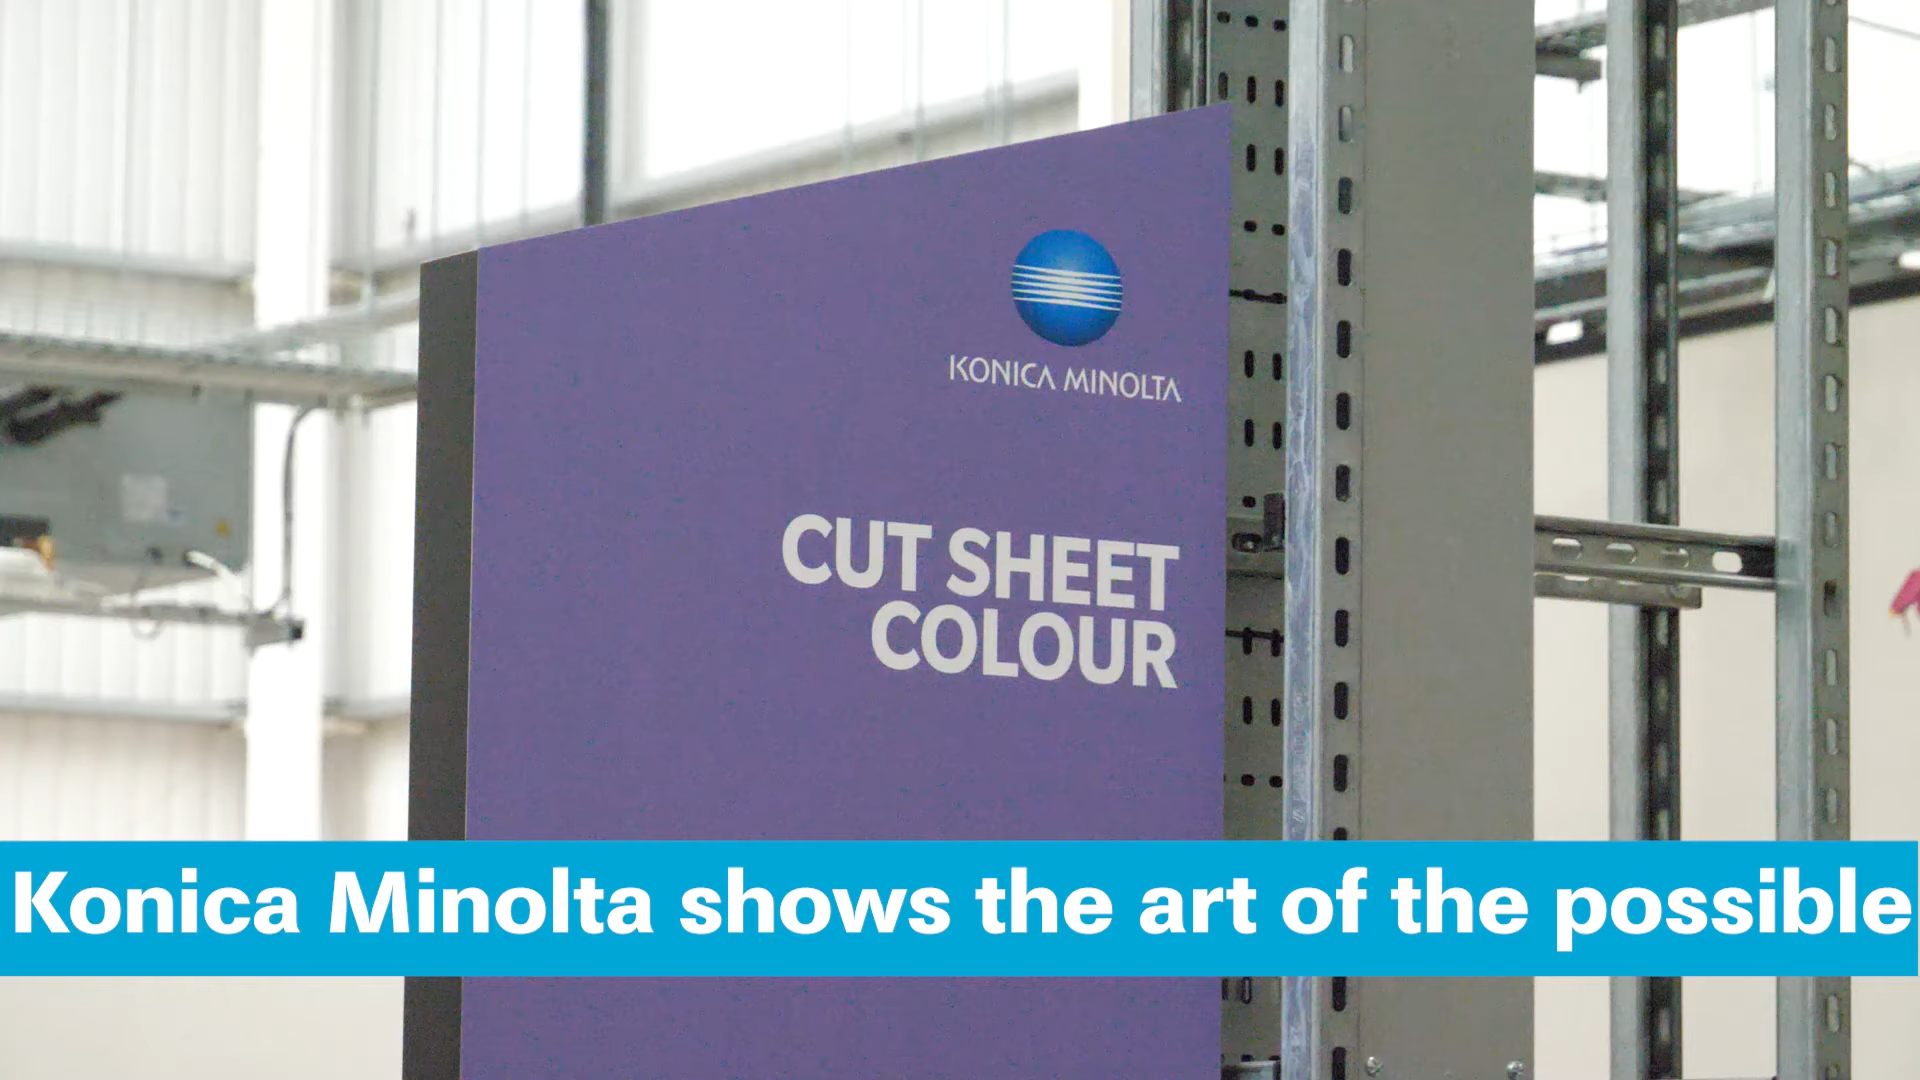 KONICA MINOLTA
CUT SHEET
COLOUR
Konica Minolta shows the art of the possible